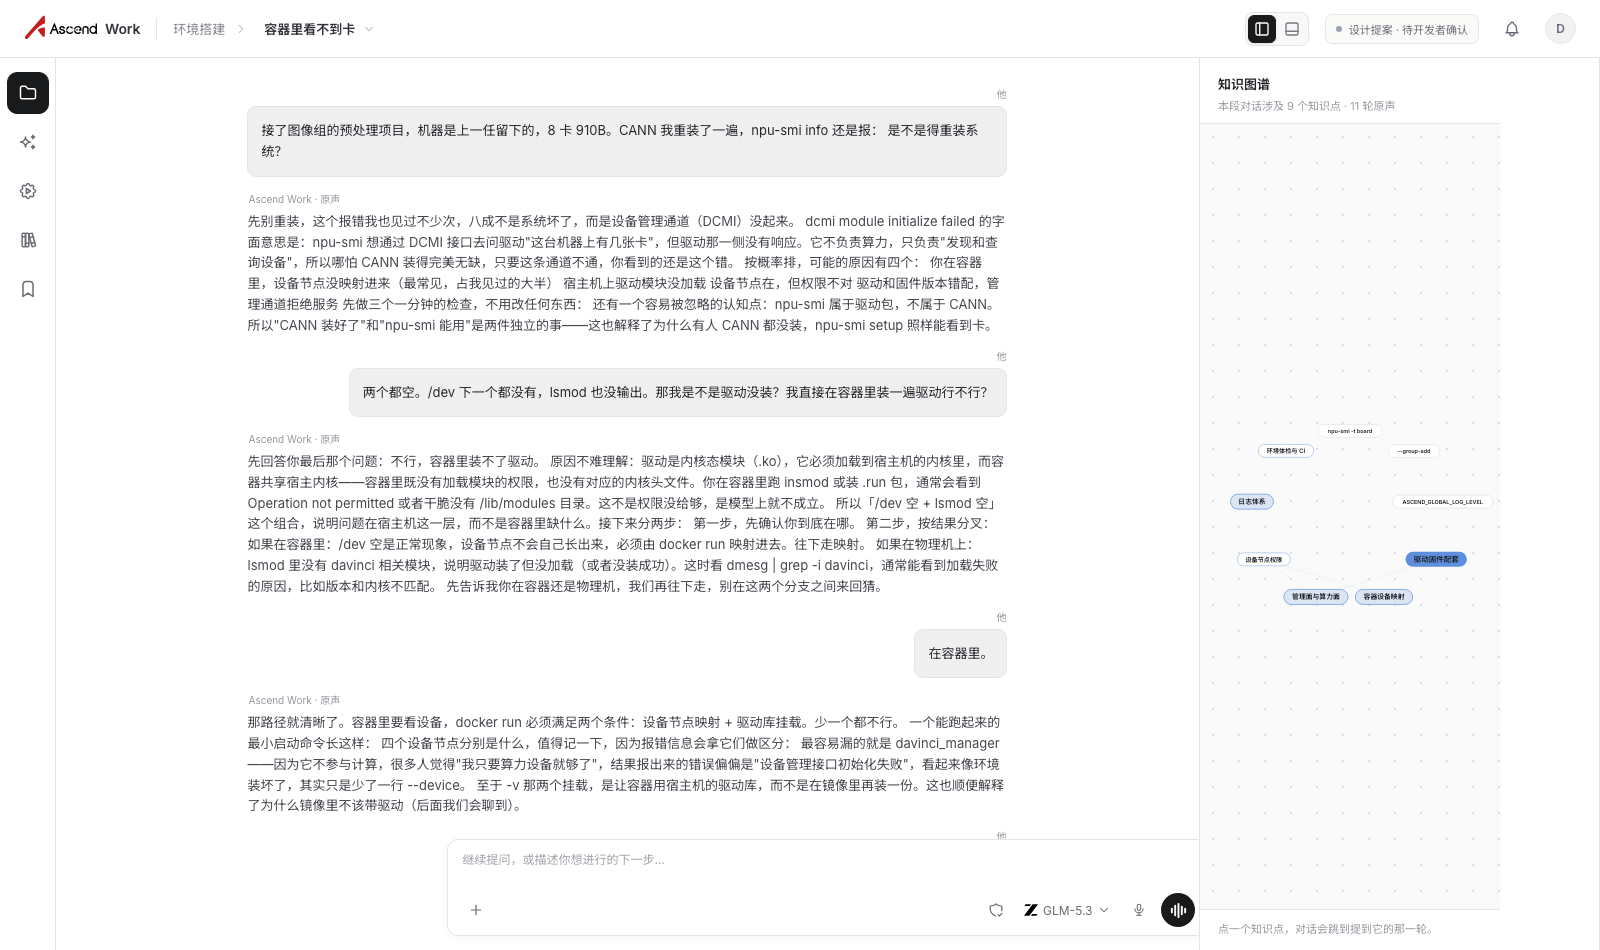 Ascend Work
环境搭建
容器里看不到卡
设计提案 · 待开发者确认
D
他
接了图像组的预处理项目，机器是上一任留下的，8 卡 910B。CANN 我重装了一遍，npu-smi info 还是报： 是不是得重装系
统？
Ascend Work · 原声
先别重装，这个报错我也见过不少次，八成不是系统坏了，而是设备管理通道（DCMI）没起来。 dcmi module initialize failed 的字
面意思是：npu-smi 想通过 DCMI 接口去问驱动"这台机器上有几张卡"，但驱动那一侧没有响应。它不负责算力，只负责"发现和查
询设备"，所以哪怕 CANN 装得完美无缺，只要这条通道不通，你看到的还是这个错。 按概率排，可能的原因有四个： 你在容器
里，设备节点没映射进来（最常见，占我见过的大半） 宿主机上驱动模块没加载 设备节点在，但权限不对 驱动和固件版本错配，管
理通道拒绝服务 先做三个一分钟的检查，不用改任何东西： 还有一个容易被忽略的认知点：npu-smi 属于驱动包，不属于 CANN。
所以"CANN 装好了"和"npu-smi 能用"是两件独立的事——这也解释了为什么有人 CANN 都没装，npu-smi setup 照样能看到卡。
他
两个都空。/dev 下一个都没有，lsmod 也没输出。那我是不是驱动没装？我直接在容器里装一遍驱动行不行？
Ascend Work · 原声
先回答你最后那个问题：不行，容器里装不了驱动。 原因不难理解：驱动是内核态模块（.ko），它必须加载到宿主机的内核里，而容
器共享宿主内核——容器里既没有加载模块的权限，也没有对应的内核头文件。你在容器里跑 insmod 或装 .run 包，通常会看到
Operation not permitted 或者干脆没有 /lib/modules 目录。这不是权限没给够，是模型上就不成立。 所以「/dev 空 + lsmod 空」
这个组合，说明问题在宿主机这一层，而不是容器里缺什么。接下来分两步： 第一步，先确认你到底在哪。 第二步，按结果分叉：
如果在容器里：/dev 空是正常现象，设备节点不会自己长出来，必须由 docker run 映射进去。往下走映射。 如果在物理机上：
lsmod 里没有 davinci 相关模块，说明驱动装了但没加载（或者没装成功）。这时看 dmesg | grep -i davinci，通常能看到加载失败
的原因，比如版本和内核不匹配。 先告诉我你在容器还是物理机，我们再往下走，别在这两个分支之间来回猜。
他
在容器里。
Ascend Work · 原声
那路径就清晰了。容器里要看设备，docker run 必须满足两个条件：设备节点映射 + 驱动库挂载。少一个都不行。 一个能跑起来的
最小启动命令长这样： 四个设备节点分别是什么，值得记一下，因为报错信息会拿它们做区分： 最容易漏的就是 davinci_manager
——因为它不参与计算，很多人觉得"我只要算力设备就够了"，结果报出来的错误偏偏是"设备管理接口初始化失败"，看起来像环境
装坏了，其实只是少了一行 --device。 至于 -v 那两个挂载，是让容器用宿主机的驱动库，而不是在镜像里再装一份。这也顺便解释
了为什么镜像里不该带驱动（后面我们会聊到）。
他
继续提问，或描述你想进行的下一步...
GLM-5.3
知识图谱
本段对话涉及 9 个知识点 · 11 轮原声
npu-smi -t board
环境体检与 CI
--group-add
日志体系
ASCEND_GLOBAL_LOG_LEVEL
设备节点权限
驱动固件配套
管理面与算力面
容器设备映射
点一个知识点，对话会跳到提到它的那一轮。